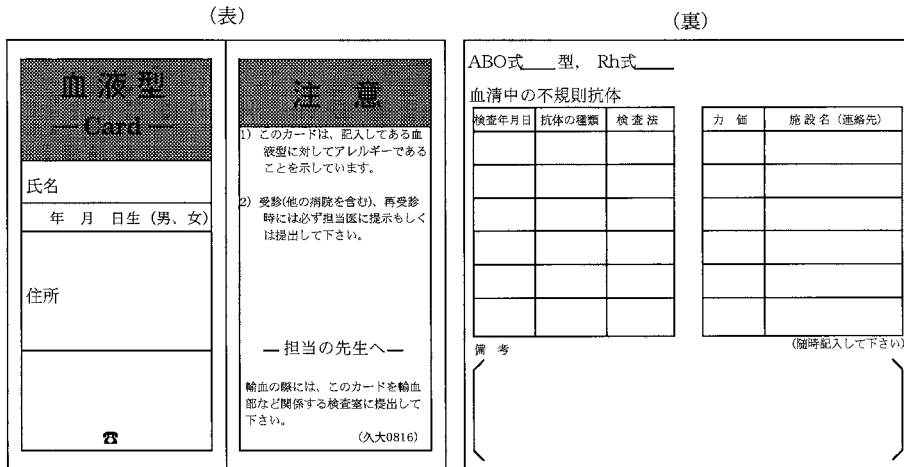 （表）
血液型
― Card ―
氏名
年 月 日生（男、女）
住所
☎
注 意
1）このカードは、記入してある血
液型に対してアレルギーである
ことを示しています。
2）受診(他の病院を含む)、再受診
時には必ず担当医に提示もしく
は提出して下さい。
―担当の先生へ―
輸血の際には、このカードを輸血
部など関係する検査室に提出して
下さい。
（久大0816）
（裏）
ABO式＿＿型, Rh式＿＿
血清中の不規則抗体
検査年月日 抗体の種類 検査法 力価 施設名（連絡先）
備考
(随時記入して下さい)